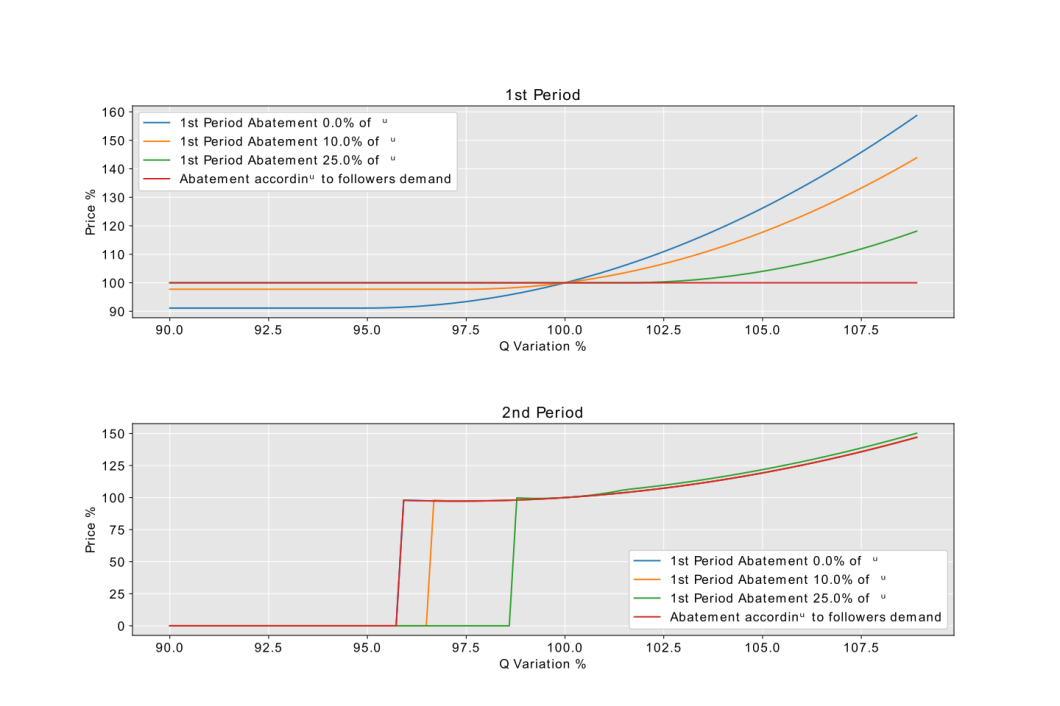 1st Period
160
150
140
130
120
110
100
90
Price %
1st Period Abatement 0.0% of ᵘ
1st Period Abatement 10.0% of ᵘ
1st Period Abatement 25.0% of ᵘ
Abatement accordinᵘ to followers demand
90.0 92.5 95.0 97.5 100.0 102.5 105.0 107.5
Q Variation %
2nd Period
150
125
100
75
50
25
0
Price %
1st Period Abatement 0.0% of ᵘ
1st Period Abatement 10.0% of ᵘ
1st Period Abatement 25.0% of ᵘ
Abatement accordinᵘ to followers demand
90.0 92.5 95.0 97.5 100.0 102.5 105.0 107.5
Q Variation %